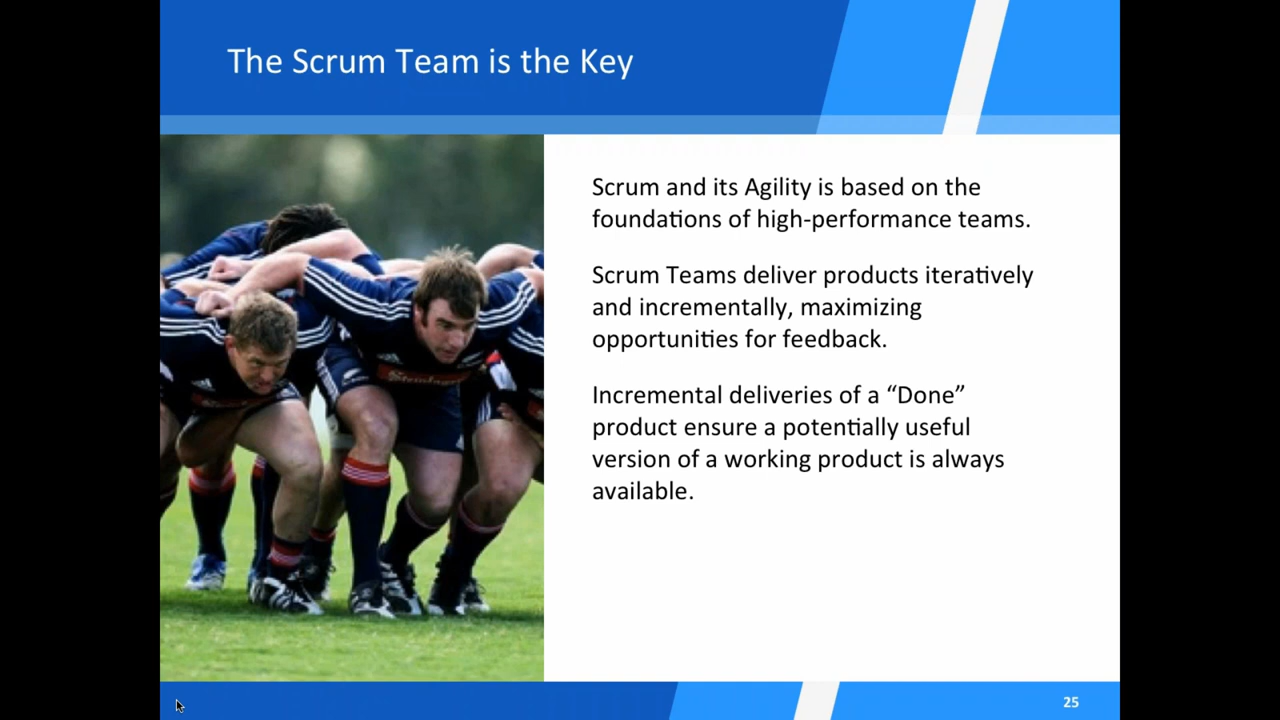 The Scrum Team is the Key
Scrum and its Agility is based on the
foundations of high-performance teams.
Scrum Teams deliver products iteratively
and incrementally, maximizing
opportunities for feedback.
Incremental deliveries of a “Done”
product ensure a potentially useful
version of a working product is always
available.
25